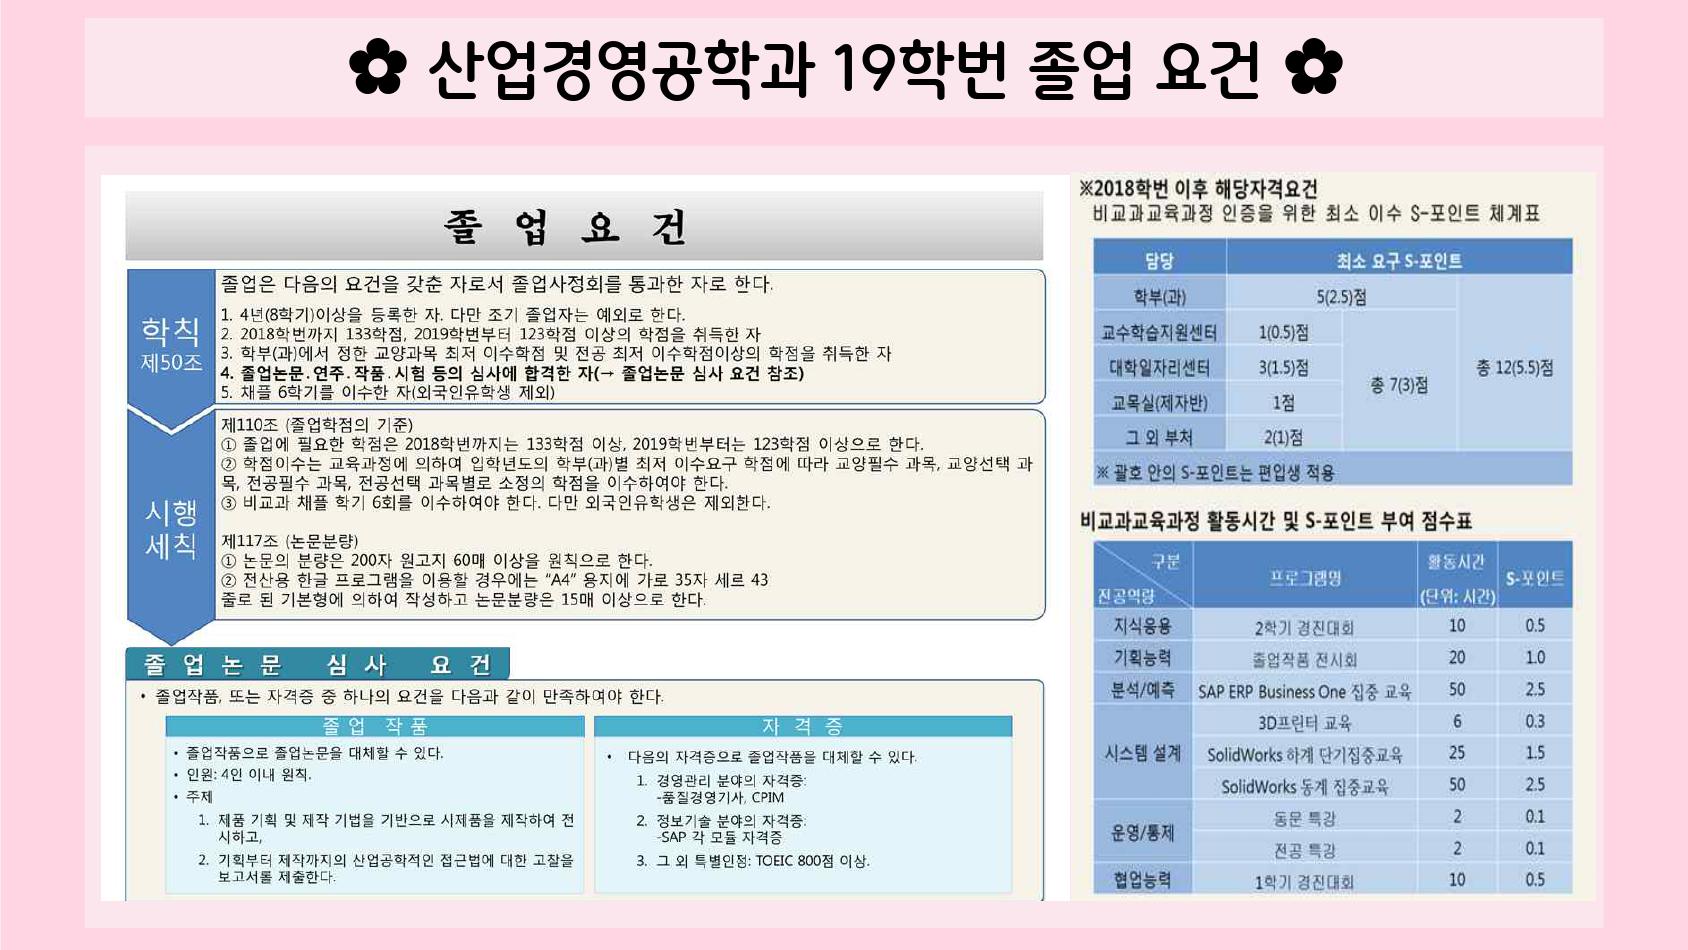 ✿ 산업경영공학과 19학번 졸업 요건 ✿
졸 업 요 건
학칙
제50조
졸업은 다음의 요건을 갖춘 자로서 졸업사정회를 통과한 자로 한다.
1. 4년(8학기)이상을 등록한 자. 다만 조기 졸업자는 예외로 한다.
2. 2018학번까지 133학점, 2019학번부터 123학점 이상의 학점을 취득한 자
3. 학부(과)에서 정한 교양과목 최저 이수학점 및 전공 최저 이수학점이상의 학점을 취득한 자
4. 졸업논문.연주.작품.시험 등의 심사에 합격한 자(→ 졸업논문 심사 요건 참조)
5. 채플 6학기를 이수한 자(외국인유학생 제외)
시행
세칙
제110조 (졸업학점의 기준)
① 졸업에 필요한 학점은 2018학번까지는 133학점 이상, 2019학번부터는 123학점 이상으로 한다.
② 학점이수는 교육과정에 의하여 입학년도의 학부(과)별 최저 이수요구 학점에 따라 교양필수 과목, 교양선택 과
목, 전공필수 과목, 전공선택 과목별로 소정의 학점을 이수하여야 한다.
③ 비교과 채플 학기 6회를 이수하여야 한다. 다만 외국인유학생은 제외한다.
제117조 (논문분량)
① 논문의 분량은 200자 원고지 60매 이상을 원칙으로 한다.
② 전산용 한글 프로그램을 이용할 경우에는 "A4" 용지에 가로 35자 세르 43
줄로 된 기본형에 의하여 작성하고 논문분량은 15매 이상으로 한다.
졸 업 논 문 심 사 요 건
• 졸업작품, 또는 자격증 중 하나의 요건을 다음과 같이 만족하여야 한다.
졸 업 작 품
• 졸업작품으로 졸업논문을 대체할 수 있다.
• 인원: 4인 이내 원칙.
• 주제
1. 제품 기획 및 제작 기법을 기반으로 시제품을 제작하여 전
시하고,
2. 기획부터 제작까지의 산업공학적인 접근법에 대한 고찰을
보고서롤 제출한다.
자 격 증
• 다음의 자격증으로 졸업작품을 대체할 수 있다.
1. 경영관리 분야의 자격증:
-품질경영기사, CPIM
2. 정보기술 분야의 자격증:
-SAP 각 모듈 자격증
3. 그 외 특별인정: TOEIC 800점 이상.
※2018학번 이후 해당자격요건
비교과교육과정 인증을 위한 최소 이수 S-포인트 체계표
담당 최소 요구 S-포인트
학부(과) 5(2.5)점
교수학습지원센터 1(0.5)점
대학일자리센터 3(1.5)점 총 7(3)점 총 12(5.5)점
교목실(제자반) 1점
그 외 부처 2(1)점
※ 괄호 안의 S-포인트는 편입생 적용
비교과교육과정 활동시간 및 S-포인트 부여 점수표
구분
전공역량 프로그램명 활동시간
(단위: 시간) S-포인트
지식응용 2학기 경진대회 10 0.5
기획능력 졸업작품 전시회 20 1.0
분석/예측 SAP ERP Business One 집중 교육 50 2.5
시스템 설계 3D프린터 교육 6 0.3
SolidWorks 하계 단기집중교육 25 1.5
SolidWorks 동계 집중교육 50 2.5
운영/통제 동문 특강 2 0.1
전공 특강 2 0.1
협업능력 1학기 경진대회 10 0.5